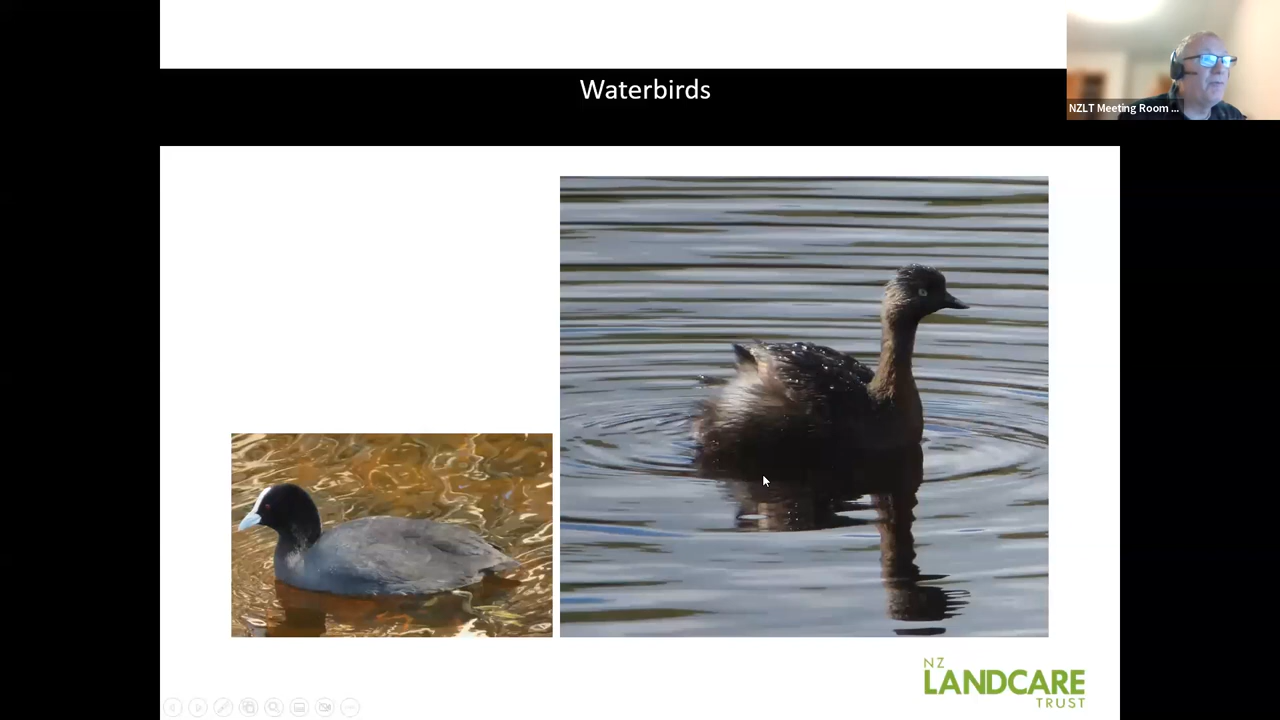 Waterbirds
NZLT Meeting Room ...
NZ
LANDCARE
TRUST